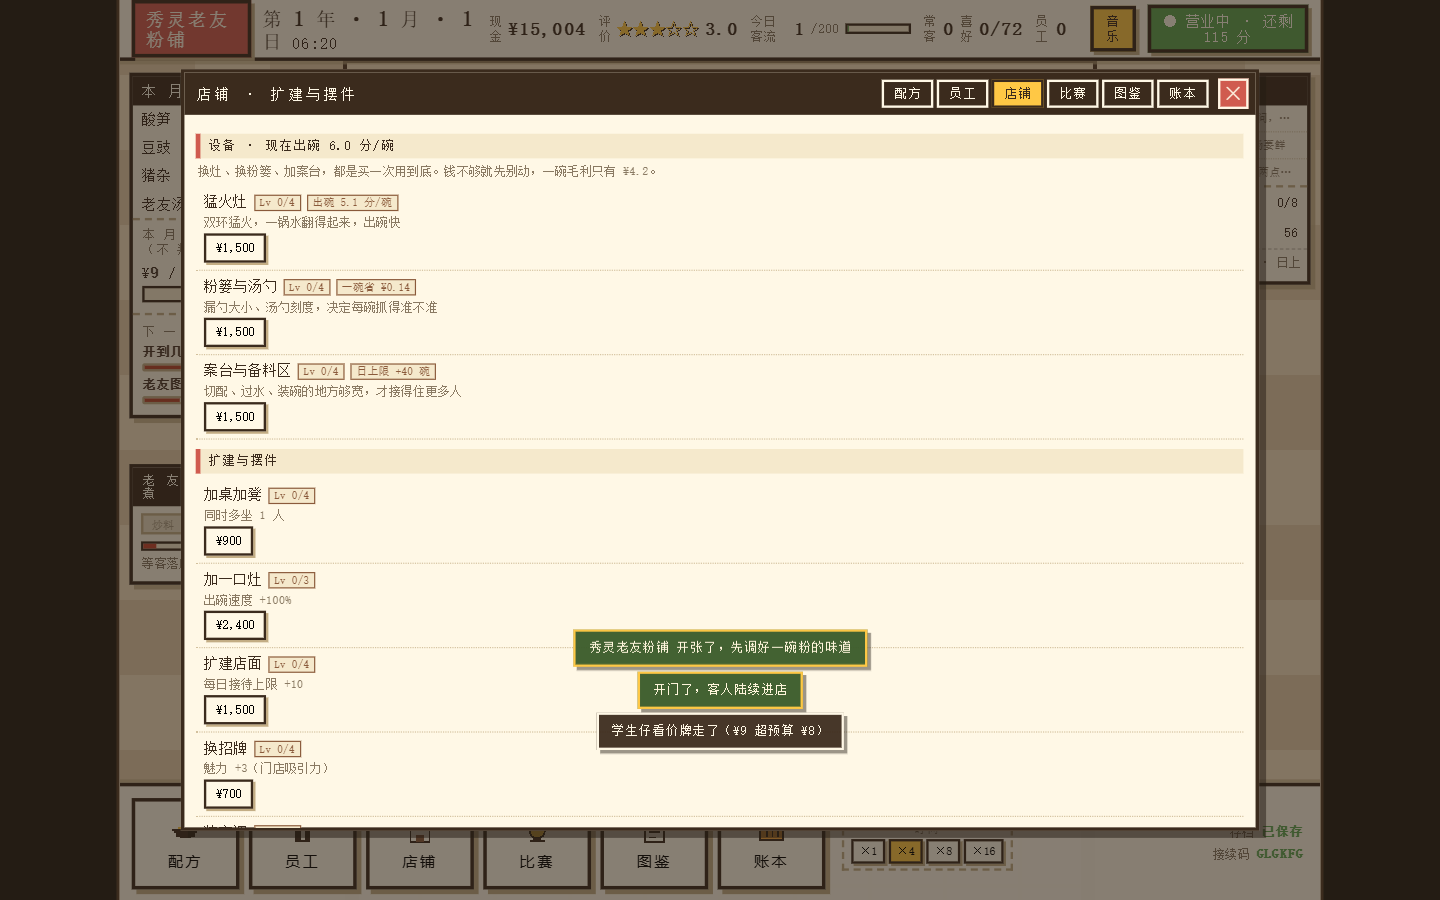 秀灵老友
粉铺
第 1 年 · 1 月 · 1
日 06:20
现金 ¥15,004
评价 3.0
今日客流 1 /200
常客 0
喜好 0/72
员工 0
音乐
营业中 · 还剩
115 分
店铺 · 扩建与摆件
配方
员工
店铺
比赛
图鉴
账本
本 月
酸笋
豆豉
猪杂
老友汤
本 月
¥9 /
下 一
开到几
老友图
老 友
煮
炒料
等客落
设备 · 现在出碗 6.0 分/碗
换灶、换粉篓、加案台，都是买一次用到底。钱不够就先别动，一碗毛利只有 ¥4.2。
猛火灶 Lv 0/4 出碗 5.1 分/碗
双环猛火，一锅水翻得起来，出碗快
¥1,500
粉篓与汤勺 Lv 0/4 一碗省 ¥0.14
漏勺大小、汤勺刻度，决定每碗抓得准不准
¥1,500
案台与备料区 Lv 0/4 日上限 +40 碗
切配、过水、装碗的地方够宽，才接得住更多人
¥1,500
扩建与摆件
加桌加凳 Lv 0/4
同时多坐 1 人
¥900
加一口灶 Lv 0/3
出碗速度 +100%
¥2,400
扩建店面 Lv 0/4
每日接待上限 +10
¥1,500
换招牌 Lv 0/4
魅力 +3（门店吸引力）
¥700
秀灵老友粉铺 开张了，先调好一碗粉的味道
开门了，客人陆续进店
学生仔看价牌走了（¥9 超预算 ¥8）
0/8
56
· 日上
配方
员工
店铺
比赛
图鉴
账本
×1
×4
×8
×16
已保存
接续码 GLGKFG